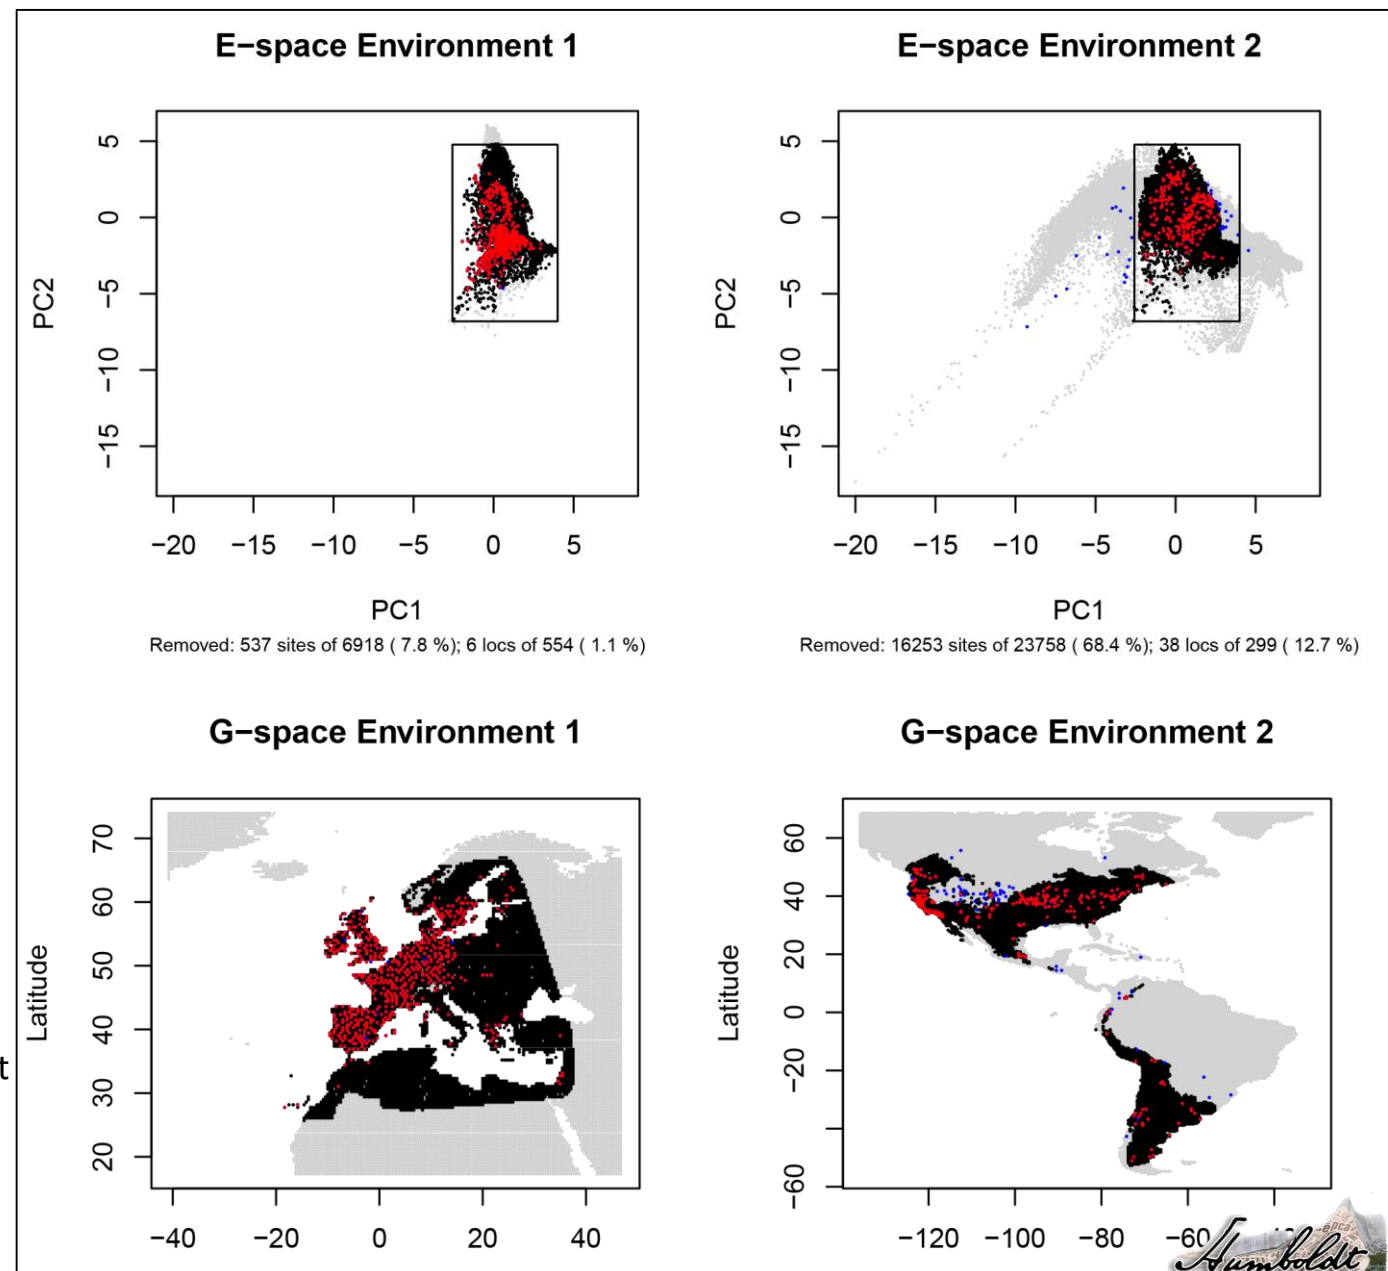 E−space Environment 1
E−space Environment 2
5
0
−5
−10
−15
PC2
−20 −15 −10 −5 0 5
PC1
Removed: 537 sites of 6918 ( 7.8 %); 6 locs of 554 ( 1.1 %)
5
0
−5
−10
−15
PC2
−20 −15 −10 −5 0 5
PC1
Removed: 16253 sites of 23758 ( 68.4 %); 38 locs of 299 ( 12.7 %)
G−space Environment 1
G−space Environment 2
70
60
50
40
30
20
Latitude
−40 −20 0 20 40
t
60
40
20
0
−20
−60
Latitude
−120 −100 −80 −60
Humboldt